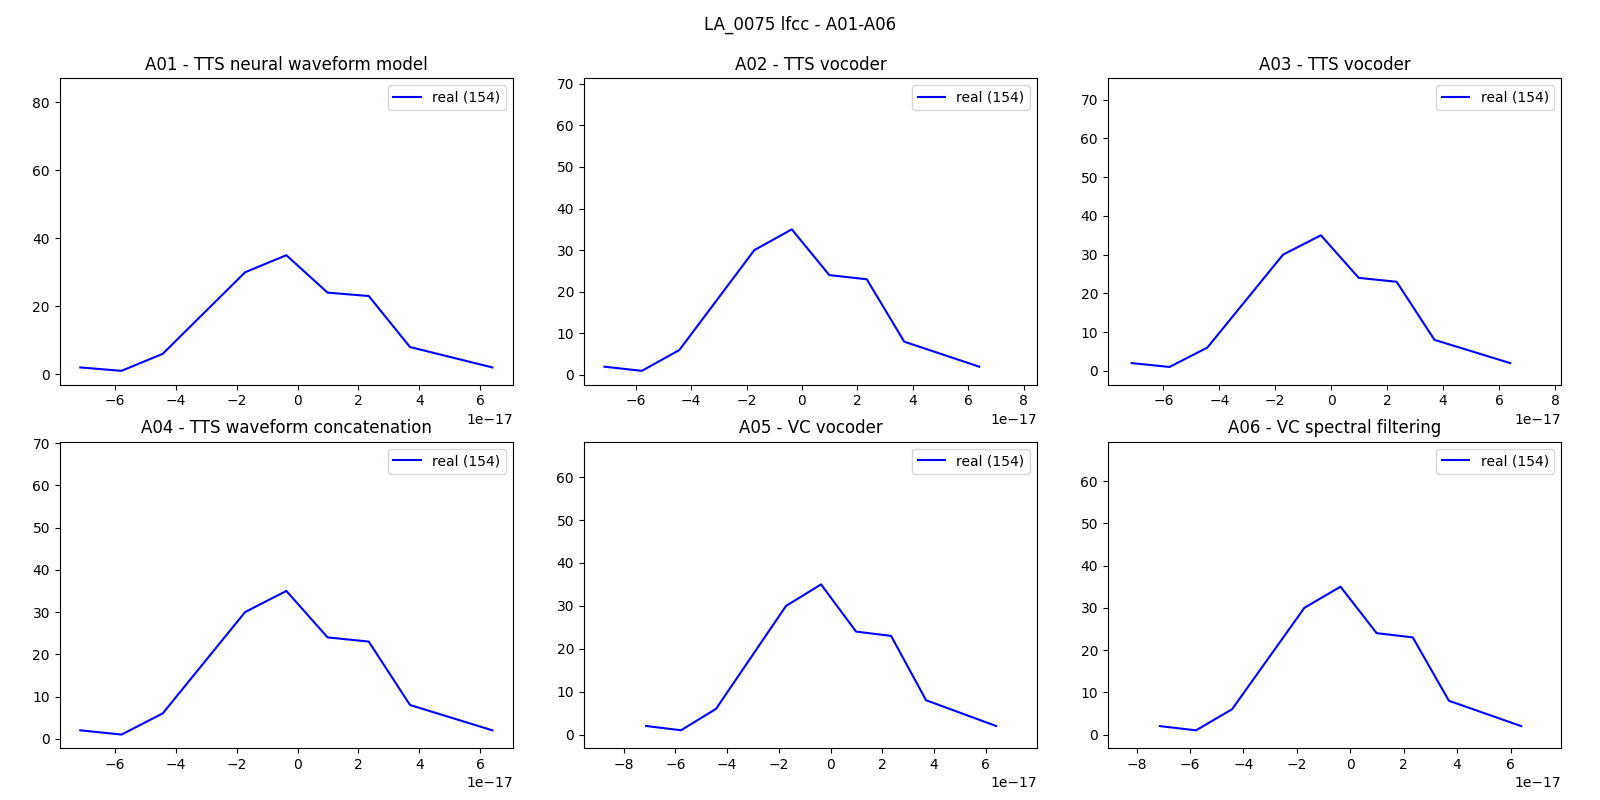 LA_0075 lfcc - A01-A06
A01 - TTS neural waveform model
real (154)
80
60
40
20
0
−6 −4 −2 0 2 4 6
1e−17
A02 - TTS vocoder
real (154)
70
60
50
40
30
20
10
0
−6 −4 −2 0 2 4 6 8
1e−17
A03 - TTS vocoder
real (154)
70
60
50
40
30
20
10
0
−6 −4 −2 0 2 4 6 8
1e−17
A04 - TTS waveform concatenation
real (154)
70
60
50
40
30
20
10
0
−6 −4 −2 0 2 4 6
1e−17
A05 - VC vocoder
real (154)
60
50
40
30
20
10
0
−8 −6 −4 −2 0 2 4 6
1e−17
A06 - VC spectral filtering
real (154)
60
50
40
30
20
10
0
−8 −6 −4 −2 0 2 4 6
1e−17